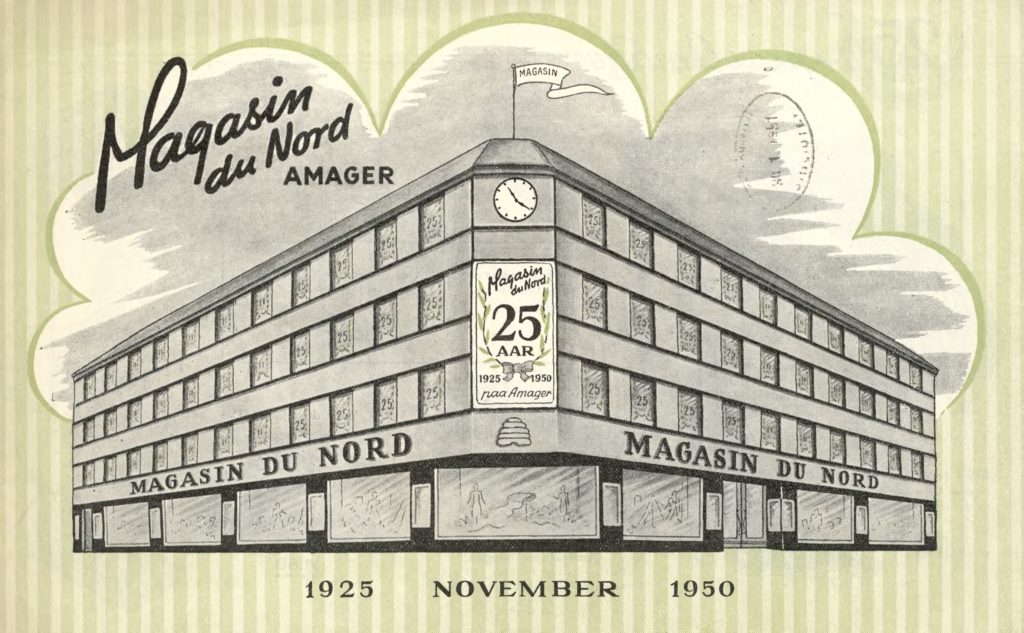 Magasin
du Nord
AMAGER
MAGASIN
Magasin
du Nord
25
AAR
1925 1950
paa Amager
MAGASIN DU NORD
MAGASIN DU NORD
1925 NOVEMBER 1950